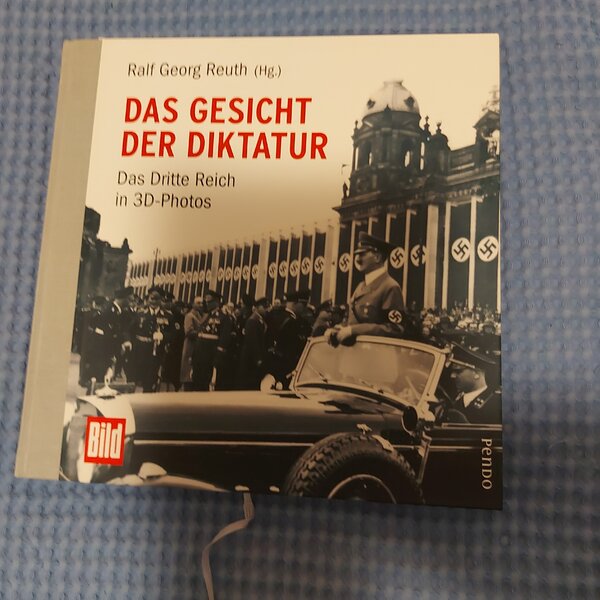 Ralf Georg Reuth (Hg.)
DAS GESICHT
DER DIKTATUR
Das Dritte Reich
in 3D-Photos
Bild
PENDO